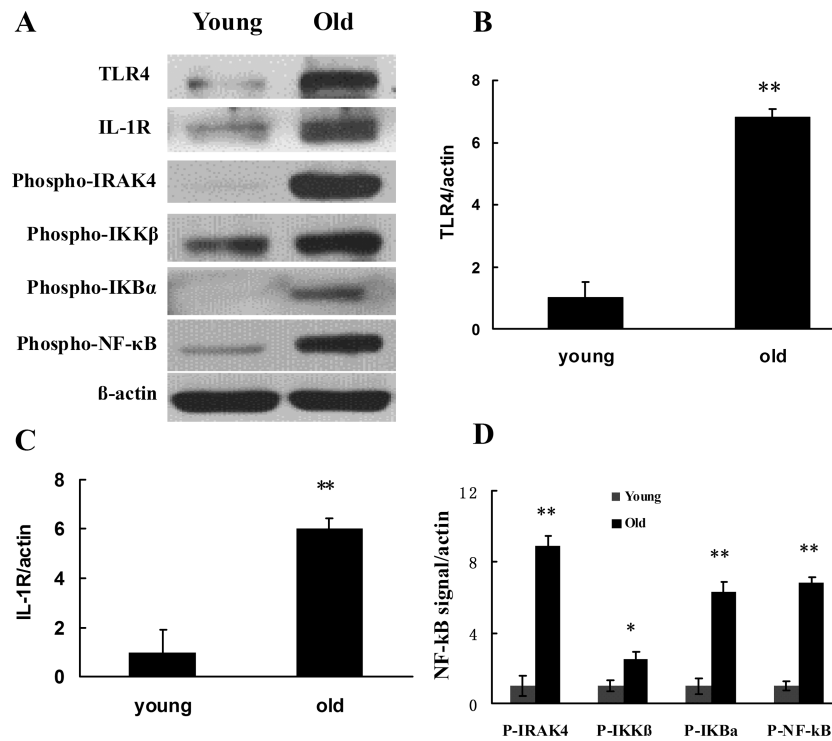 A
Young Old
TLR4
IL-1R
Phospho-IRAK4
Phospho-IKKβ
Phospho-IKBα
Phospho-NF-κB
ß-actin
B
8
6
4
2
0
TLR4/actin
**
young old
C
8
6
4
2
0
IL-1R/actin
**
young old
D
12
8
4
0
NF-kB signal/actin
Young
Old
** * ** **
P-IRAK4 P-IKKß P-IKBa P-NF-kB